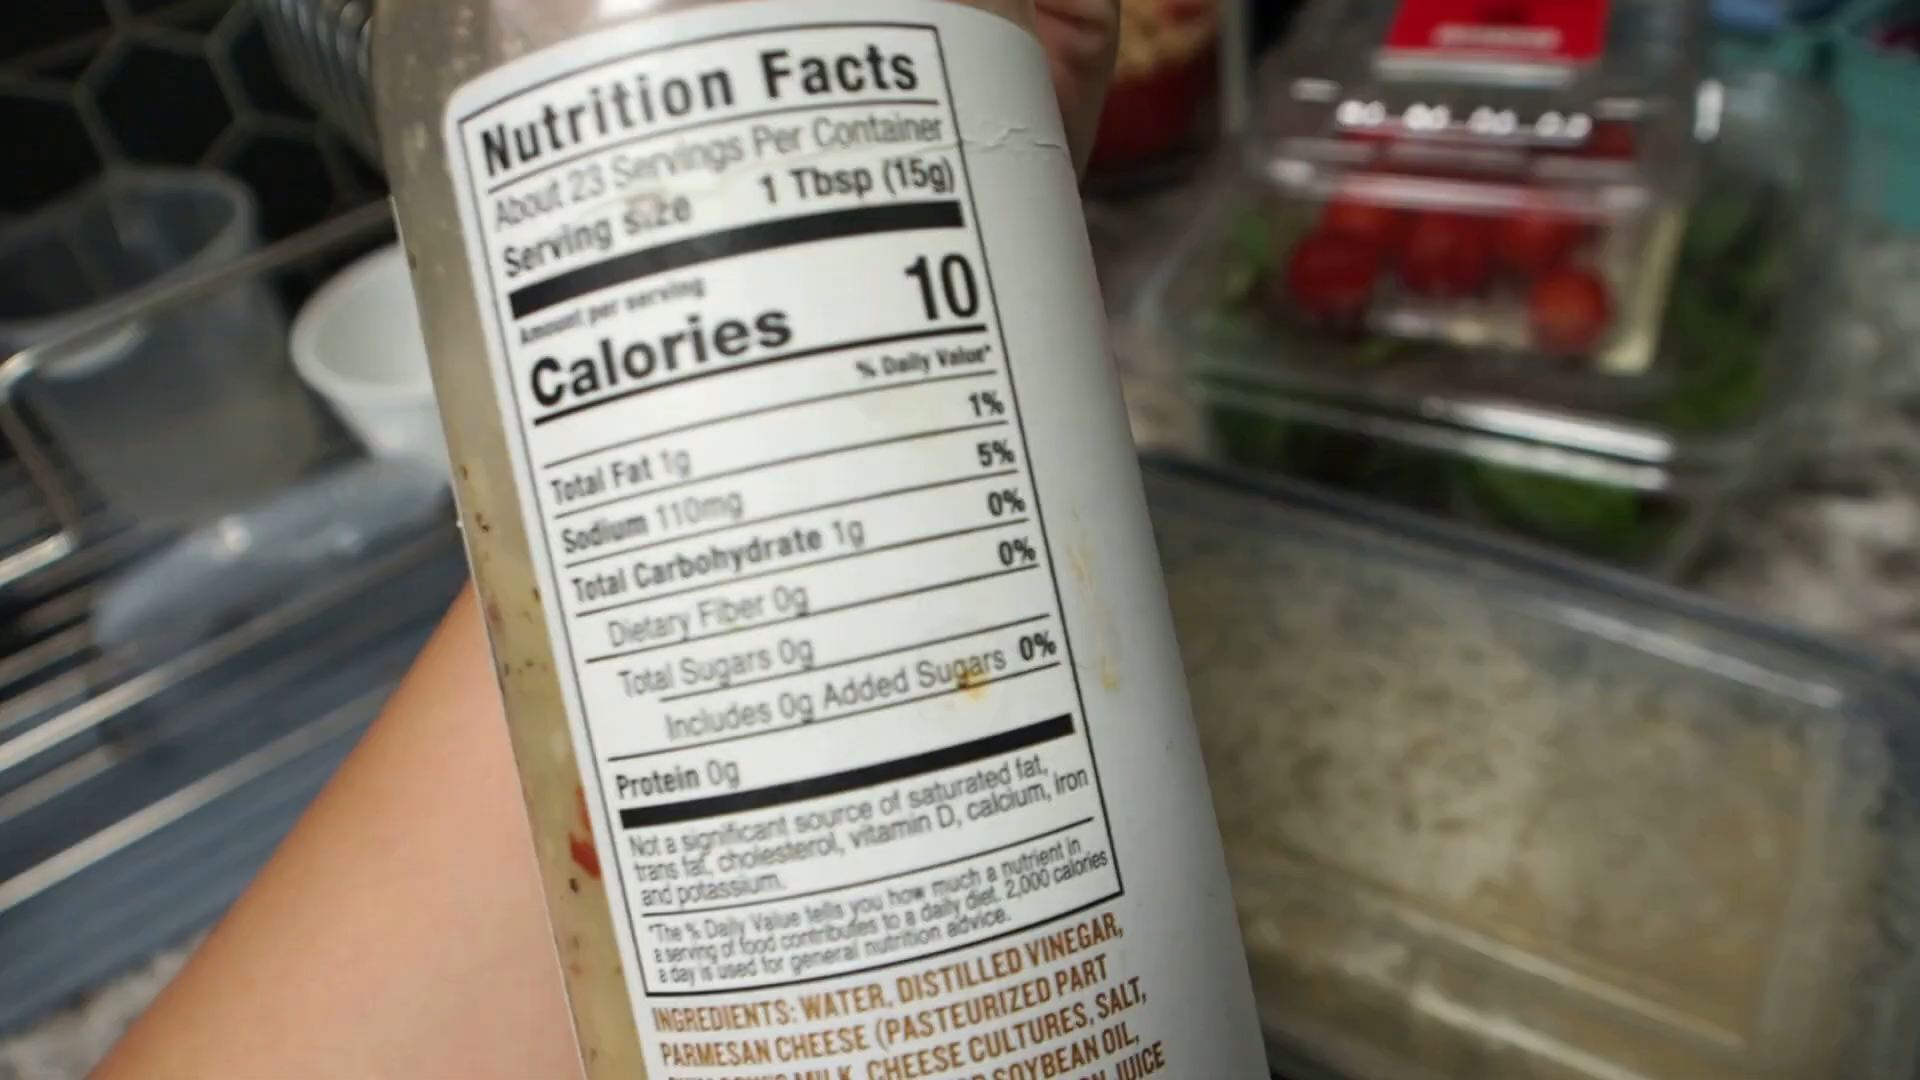 Nutrition Facts
About 23 Servings Per Container
Serving size 1 Tbsp (15g)
Amount per serving
Calories 10
% Daily Value*
Total Fat 1g 1%
Sodium 110mg 5%
Total Carbohydrate 1g 0%
Dietary Fiber 0g 0%
Total Sugars 0g
Includes 0g Added Sugars 0%
Protein 0g
Not a significant source of saturated fat,
trans fat, cholesterol, vitamin D, calcium, iron
and potassium.
*The % Daily Value tells you how much a nutrient in
a serving of food contributes to a daily diet. 2,000 calories
a day is used for general nutrition advice.
INGREDIENTS: WATER, DISTILLED VINEGAR,
PARMESAN CHEESE (PASTEURIZED PART
MILK, CHEESE CULTURES, SALT,
SOYBEAN OIL,
JUICE